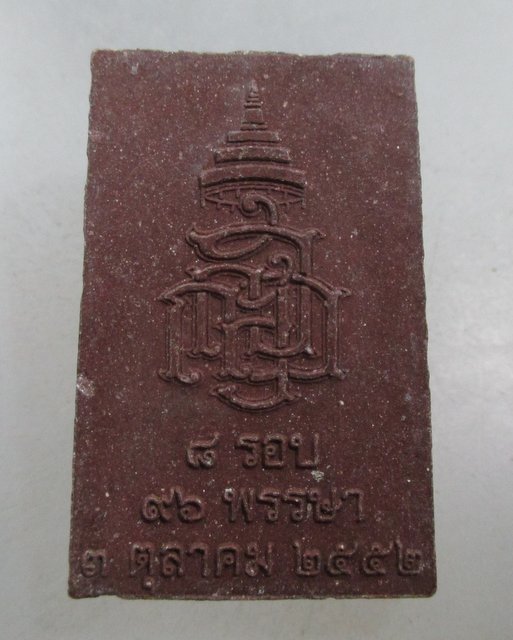 ๘ รอบ
๙๖ พรรษา
๓ ตุลาคม ๒๕๕๒